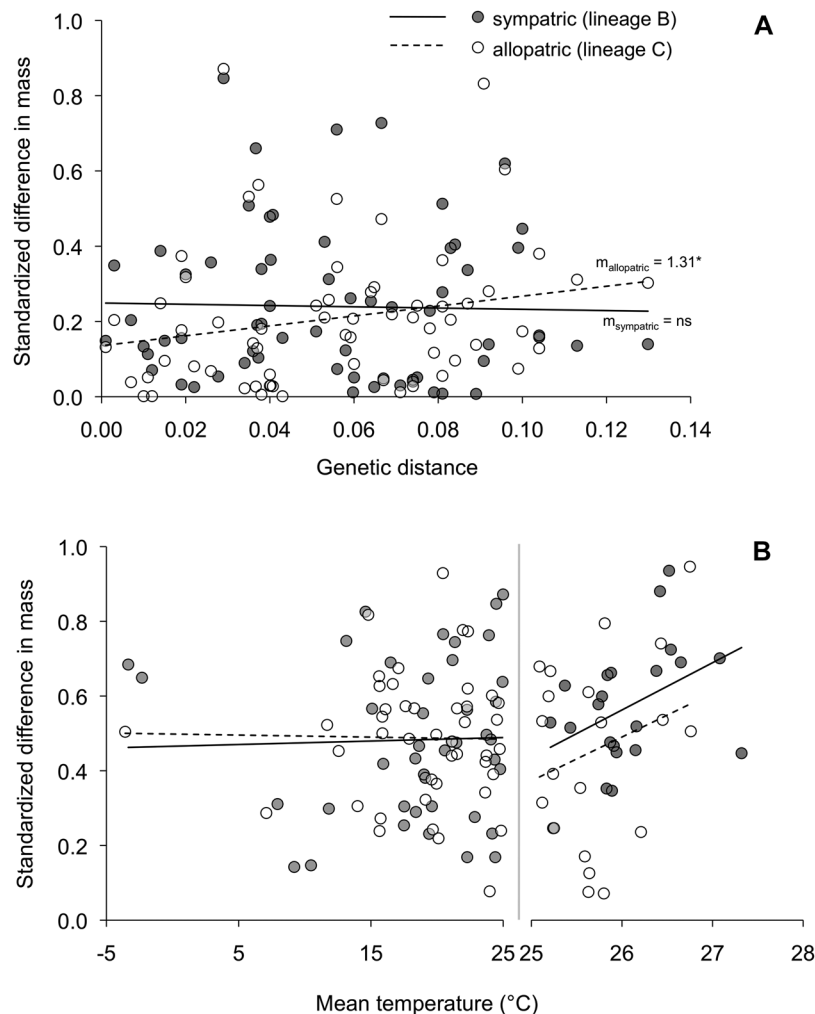 sympatric (lineage B)
allopatric (lineage C)
A
Standardized difference in mass
1.0
0.8
0.6
0.4
0.2
0.0
m allopatric = 1.31*
m sympatric = ns
0.00 0.02 0.04 0.06 0.08 0.10 0.12 0.14
Genetic distance
B
Standardized difference in mass
1.0
0.8
0.6
0.4
0.2
0.0
-5 5 15 25 25 26 27 28
Mean temperature (°C)